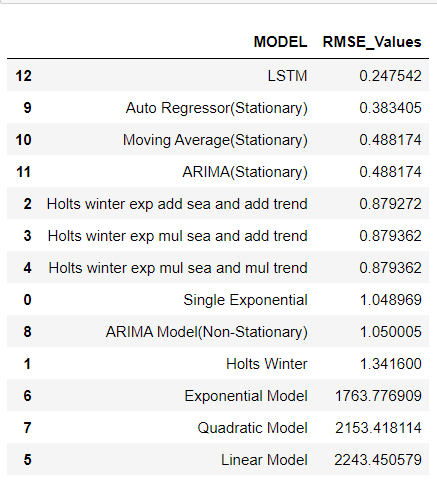 MODEL RMSE_Values
12 LSTM 0.247542
9 Auto Regressor(Stationary) 0.383405
10 Moving Average(Stationary) 0.488174
11 ARIMA(Stationary) 0.488174
2 Holts winter exp add sea and add trend 0.879272
3 Holts winter exp mul sea and add trend 0.879362
4 Holts winter exp mul sea and mul trend 0.879362
0 Single Exponential 1.048969
8 ARIMA Model(Non-Stationary) 1.050005
1 Holts Winter 1.341600
6 Exponential Model 1763.776909
7 Quadratic Model 2153.418114
5 Linear Model 2243.450579